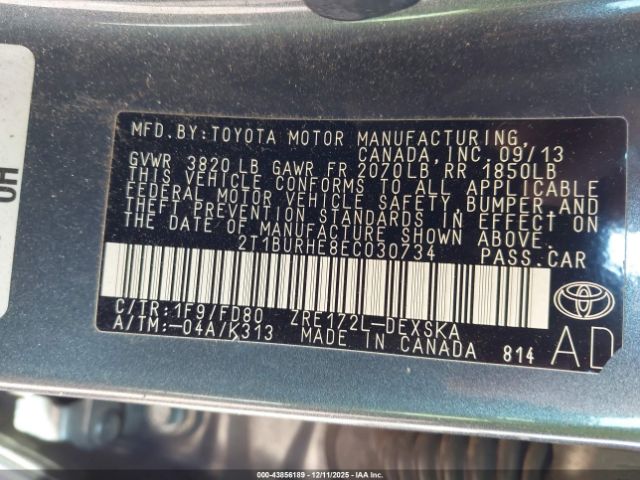 HO
MFD. BY: TOYOTA MOTOR MANUFACTURING,
CANADA, INC. 09/13
GVWR 3820 LB GAWR FR 2070LB RR 1850LB
THIS VEHICLE CONFORMS TO ALL APPLICABLE
FEDERAL MOTOR VEHICLE SAFETY, BUMPER AND
THEFT PREVENTION STANDARDS IN EFFECT ON
THE DATE OF MANUFACTURE SHOWN ABOVE.
2T1BURHE8EC030734 PASS.CAR
C/TR:1F9/FD80 ZRE172L-DEXSKA
A/TM:-04A/K313 MADE IN CANADA 814 AD
000-43856189 | 12/11/2025 - IAA, Inc.